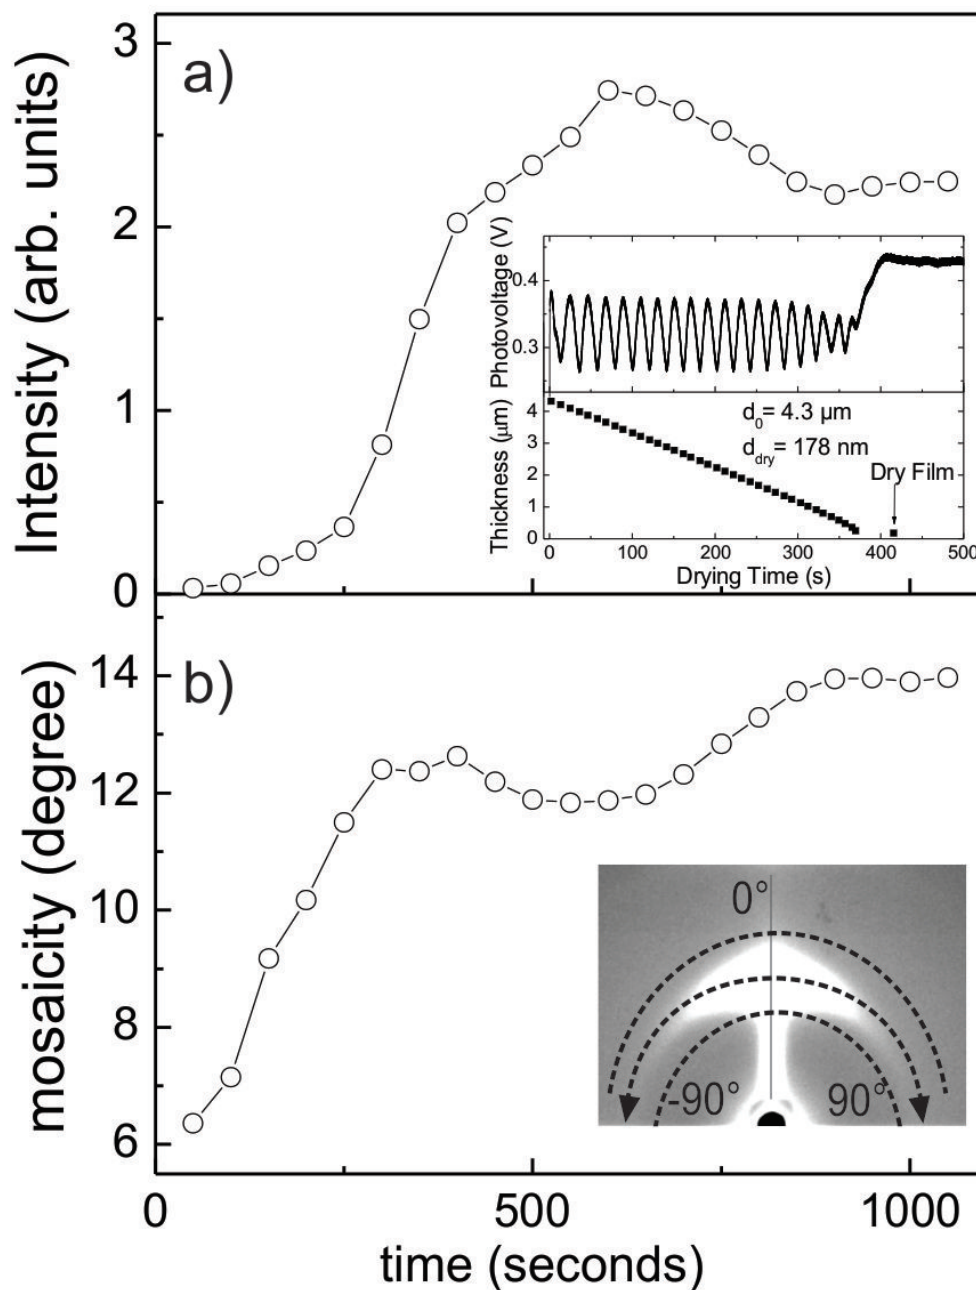 a)
Intensity (arb. units)
3
2
1
0
Photovoltage (V)
0.4
0.3
Thickness (μm)
4
3
2
1
0
d0= 4.3 μm
ddry= 178 nm
Dry Film
0 100 200 300 400 500
Drying Time (s)
b)
mosaicity (degree)
14
12
10
8
6
0°
-90° 90°
0 500 1000
time (seconds)